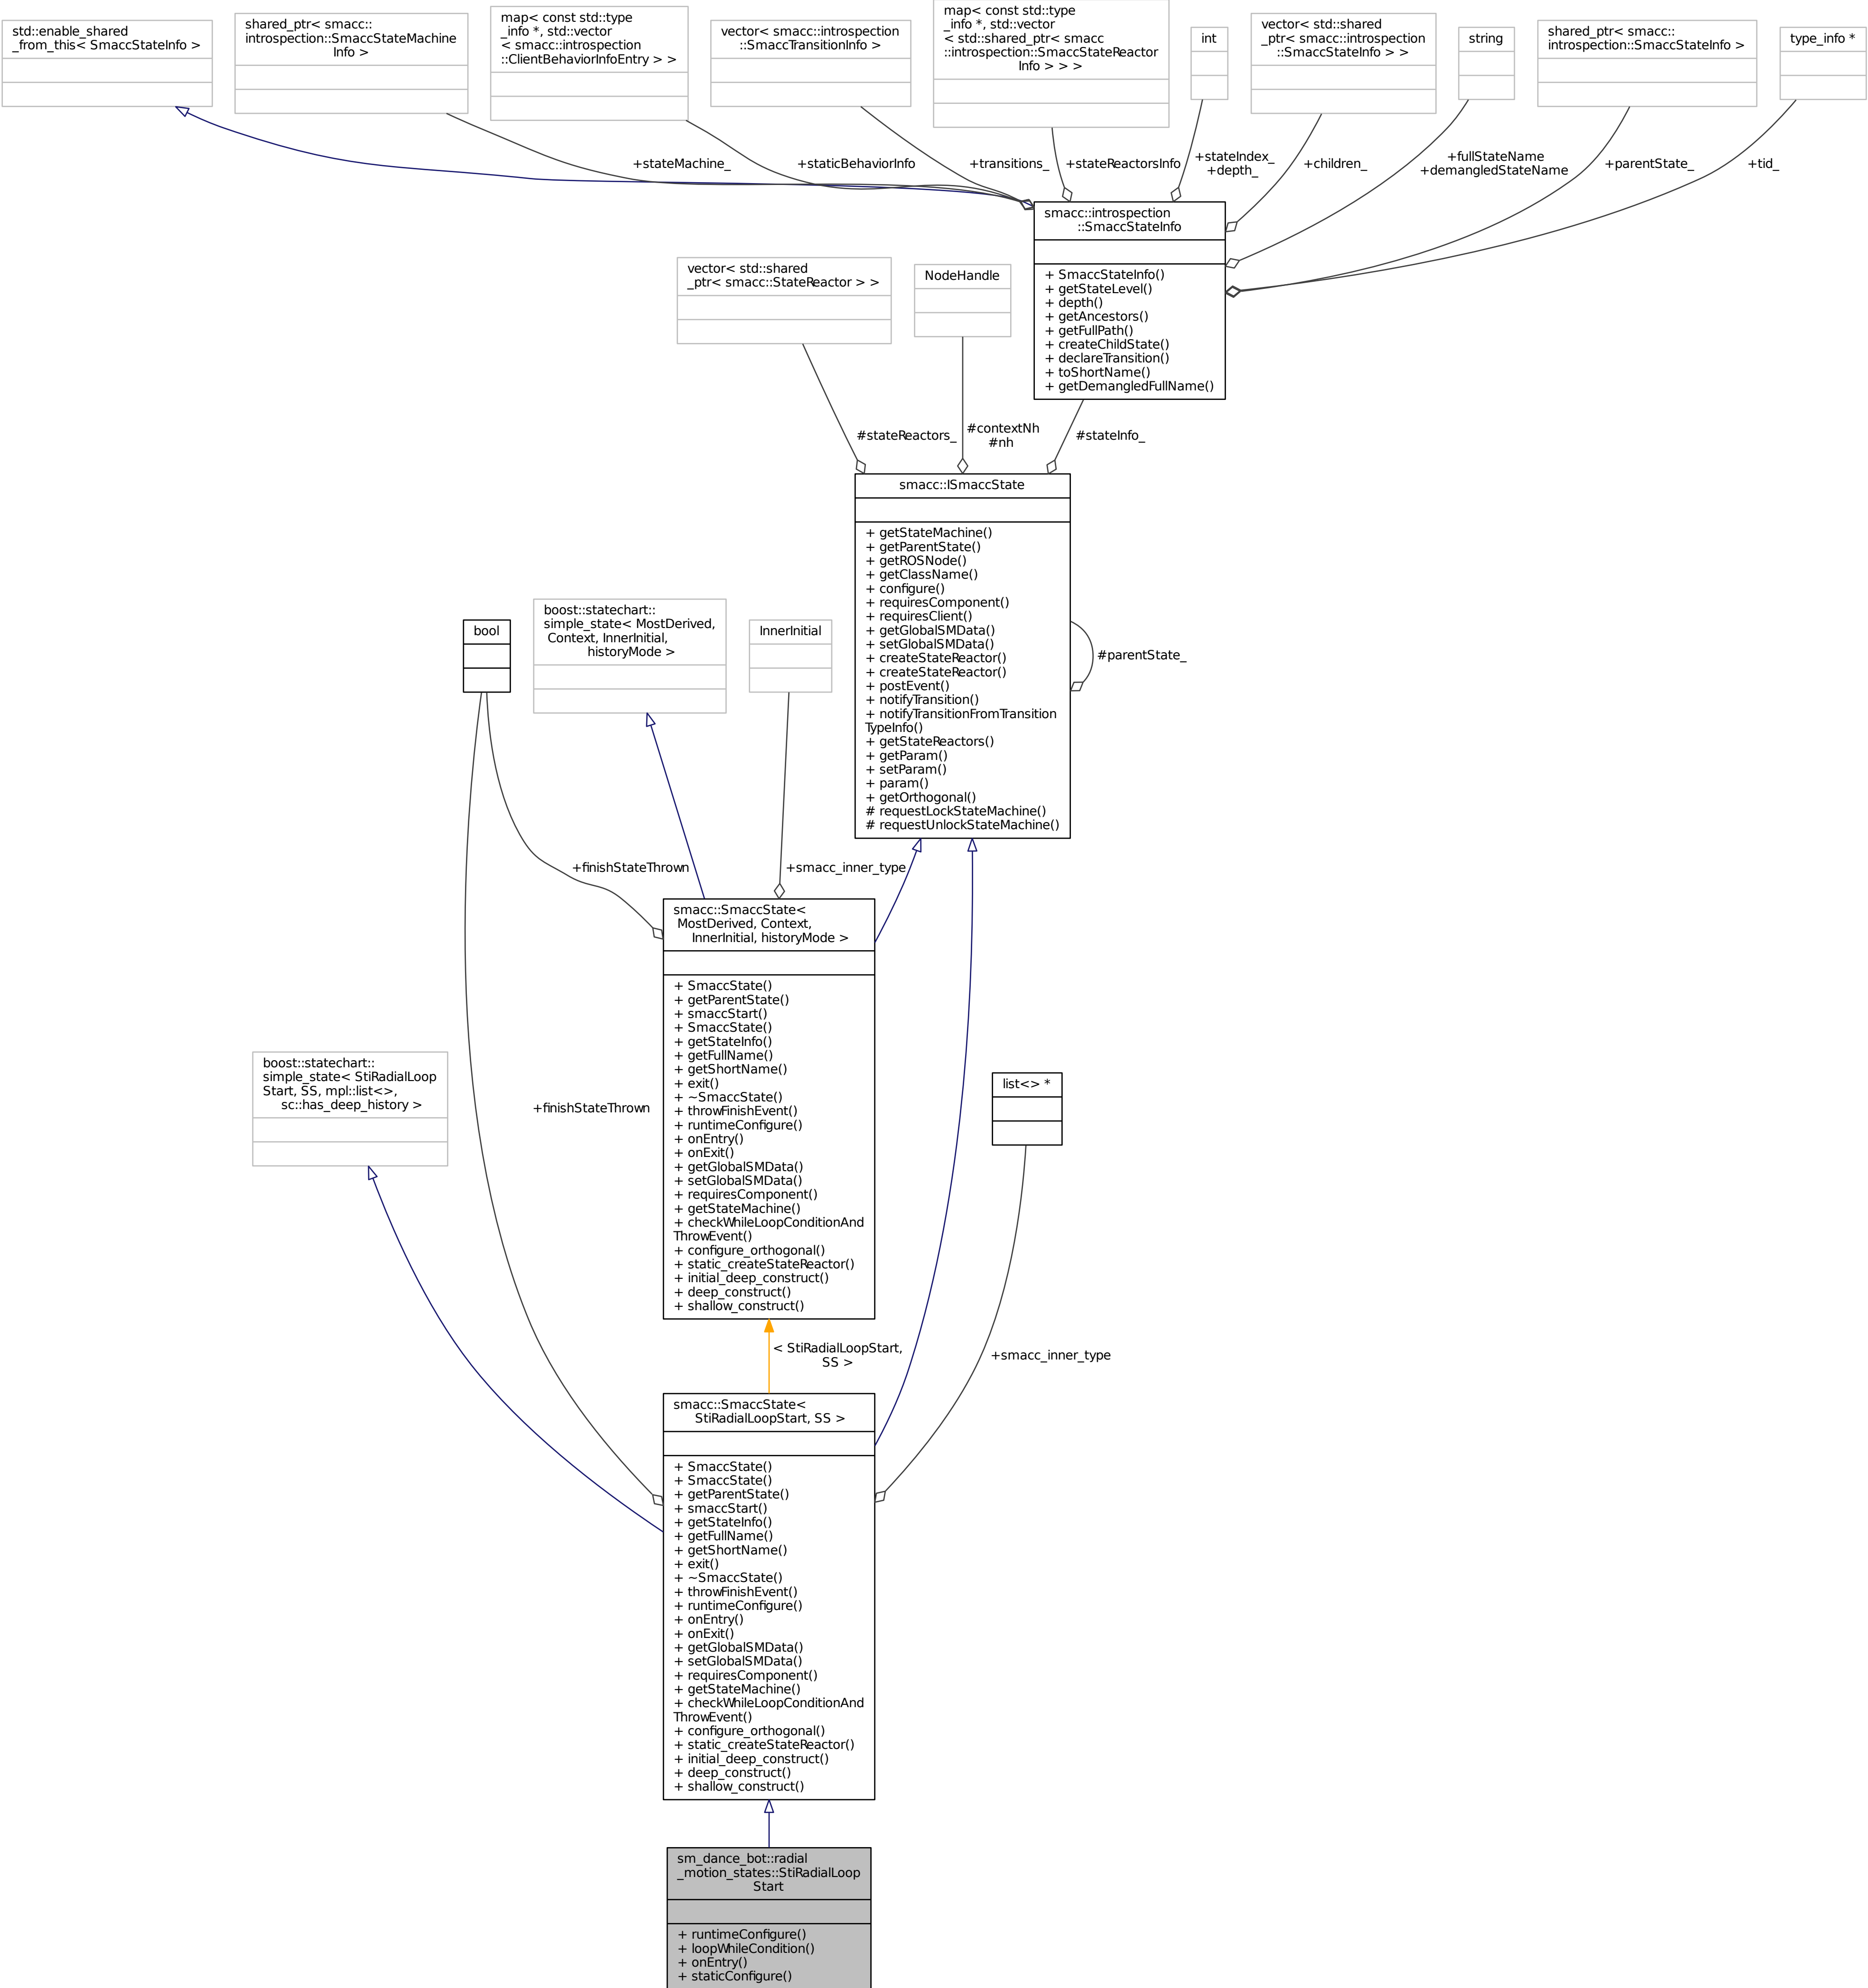 std::enable_shared
_from_this< SmaccStateInfo >
shared_ptr< smacc::
introspection::SmaccStateMachine
Info >
map< const std::type
_info *, std::vector
< smacc::introspection
::ClientBehaviorInfoEntry > >
vector< smacc::introspection
::SmaccTransitionInfo >
map< const std::type
_info *, std::vector
< std::shared_ptr< smacc
::introspection::SmaccStateReactor
Info > > >
int
vector< std::shared
_ptr< smacc::introspection
::SmaccStateInfo > >
string
shared_ptr< smacc::
introspection::SmaccStateInfo >
type_info *
+stateMachine_
+staticBehaviorInfo
+transitions_
+stateReactorsInfo
+stateIndex_
+depth_
+children_
+fullStateName
+demangledStateName
+parentState_
+tid_
smacc::introspection
::SmaccStateInfo
+ SmaccStateInfo()
+ getStateLevel()
+ depth()
+ getAncestors()
+ getFullPath()
+ createChildState()
+ declareTransition()
+ toShortName()
+ getDemangledFullName()
vector< std::shared
_ptr< smacc::StateReactor > >
NodeHandle
#stateReactors_
#contextNh
#nh
#stateInfo_
smacc::ISmaccState
+ getStateMachine()
+ getParentState()
+ getROSNode()
+ getClassName()
+ configure()
+ requiresComponent()
+ requiresClient()
+ getGlobalSMData()
+ setGlobalSMData()
+ createStateReactor()
+ createStateReactor()
+ postEvent()
+ notifyTransition()
+ notifyTransitionFromTransition
TypeInfo()
+ getStateReactors()
+ getParam()
+ setParam()
+ param()
+ getOrthogonal()
# requestLockStateMachine()
# requestUnlockStateMachine()
#parentState_
bool
boost::statechart::
simple_state< MostDerived,
Context, InnerInitial,
historyMode >
InnerInitial
+finishStateThrown
+smacc_inner_type
smacc::SmaccState<
MostDerived, Context,
InnerInitial, historyMode >
+ SmaccState()
+ getParentState()
+ smaccStart()
+ SmaccState()
+ getStateInfo()
+ getFullName()
+ getShortName()
+ exit()
+ ~SmaccState()
+ throwFinishEvent()
+ runtimeConfigure()
+ onEntry()
+ onExit()
+ getGlobalSMData()
+ setGlobalSMData()
+ requiresComponent()
+ getStateMachine()
+ checkWhileLoopConditionAnd
ThrowEvent()
+ configure_orthogonal()
+ static_createStateReactor()
+ initial_deep_construct()
+ deep_construct()
+ shallow_construct()
boost::statechart::
simple_state< StiRadialLoop
Start, SS, mpl::list<>,
sc::has_deep_history >
+finishStateThrown
list<> *
< StiRadialLoopStart,
SS >
+smacc_inner_type
smacc::SmaccState<
StiRadialLoopStart, SS >
+ SmaccState()
+ SmaccState()
+ getParentState()
+ smaccStart()
+ getStateInfo()
+ getFullName()
+ getShortName()
+ exit()
+ ~SmaccState()
+ throwFinishEvent()
+ runtimeConfigure()
+ onEntry()
+ onExit()
+ getGlobalSMData()
+ setGlobalSMData()
+ requiresComponent()
+ getStateMachine()
+ checkWhileLoopConditionAnd
ThrowEvent()
+ configure_orthogonal()
+ static_createStateReactor()
+ initial_deep_construct()
+ deep_construct()
+ shallow_construct()
sm_dance_bot::radial
_motion_states::StiRadialLoop
Start
+ runtimeConfigure()
+ loopWhileCondition()
+ onEntry()
+ staticConfigure()